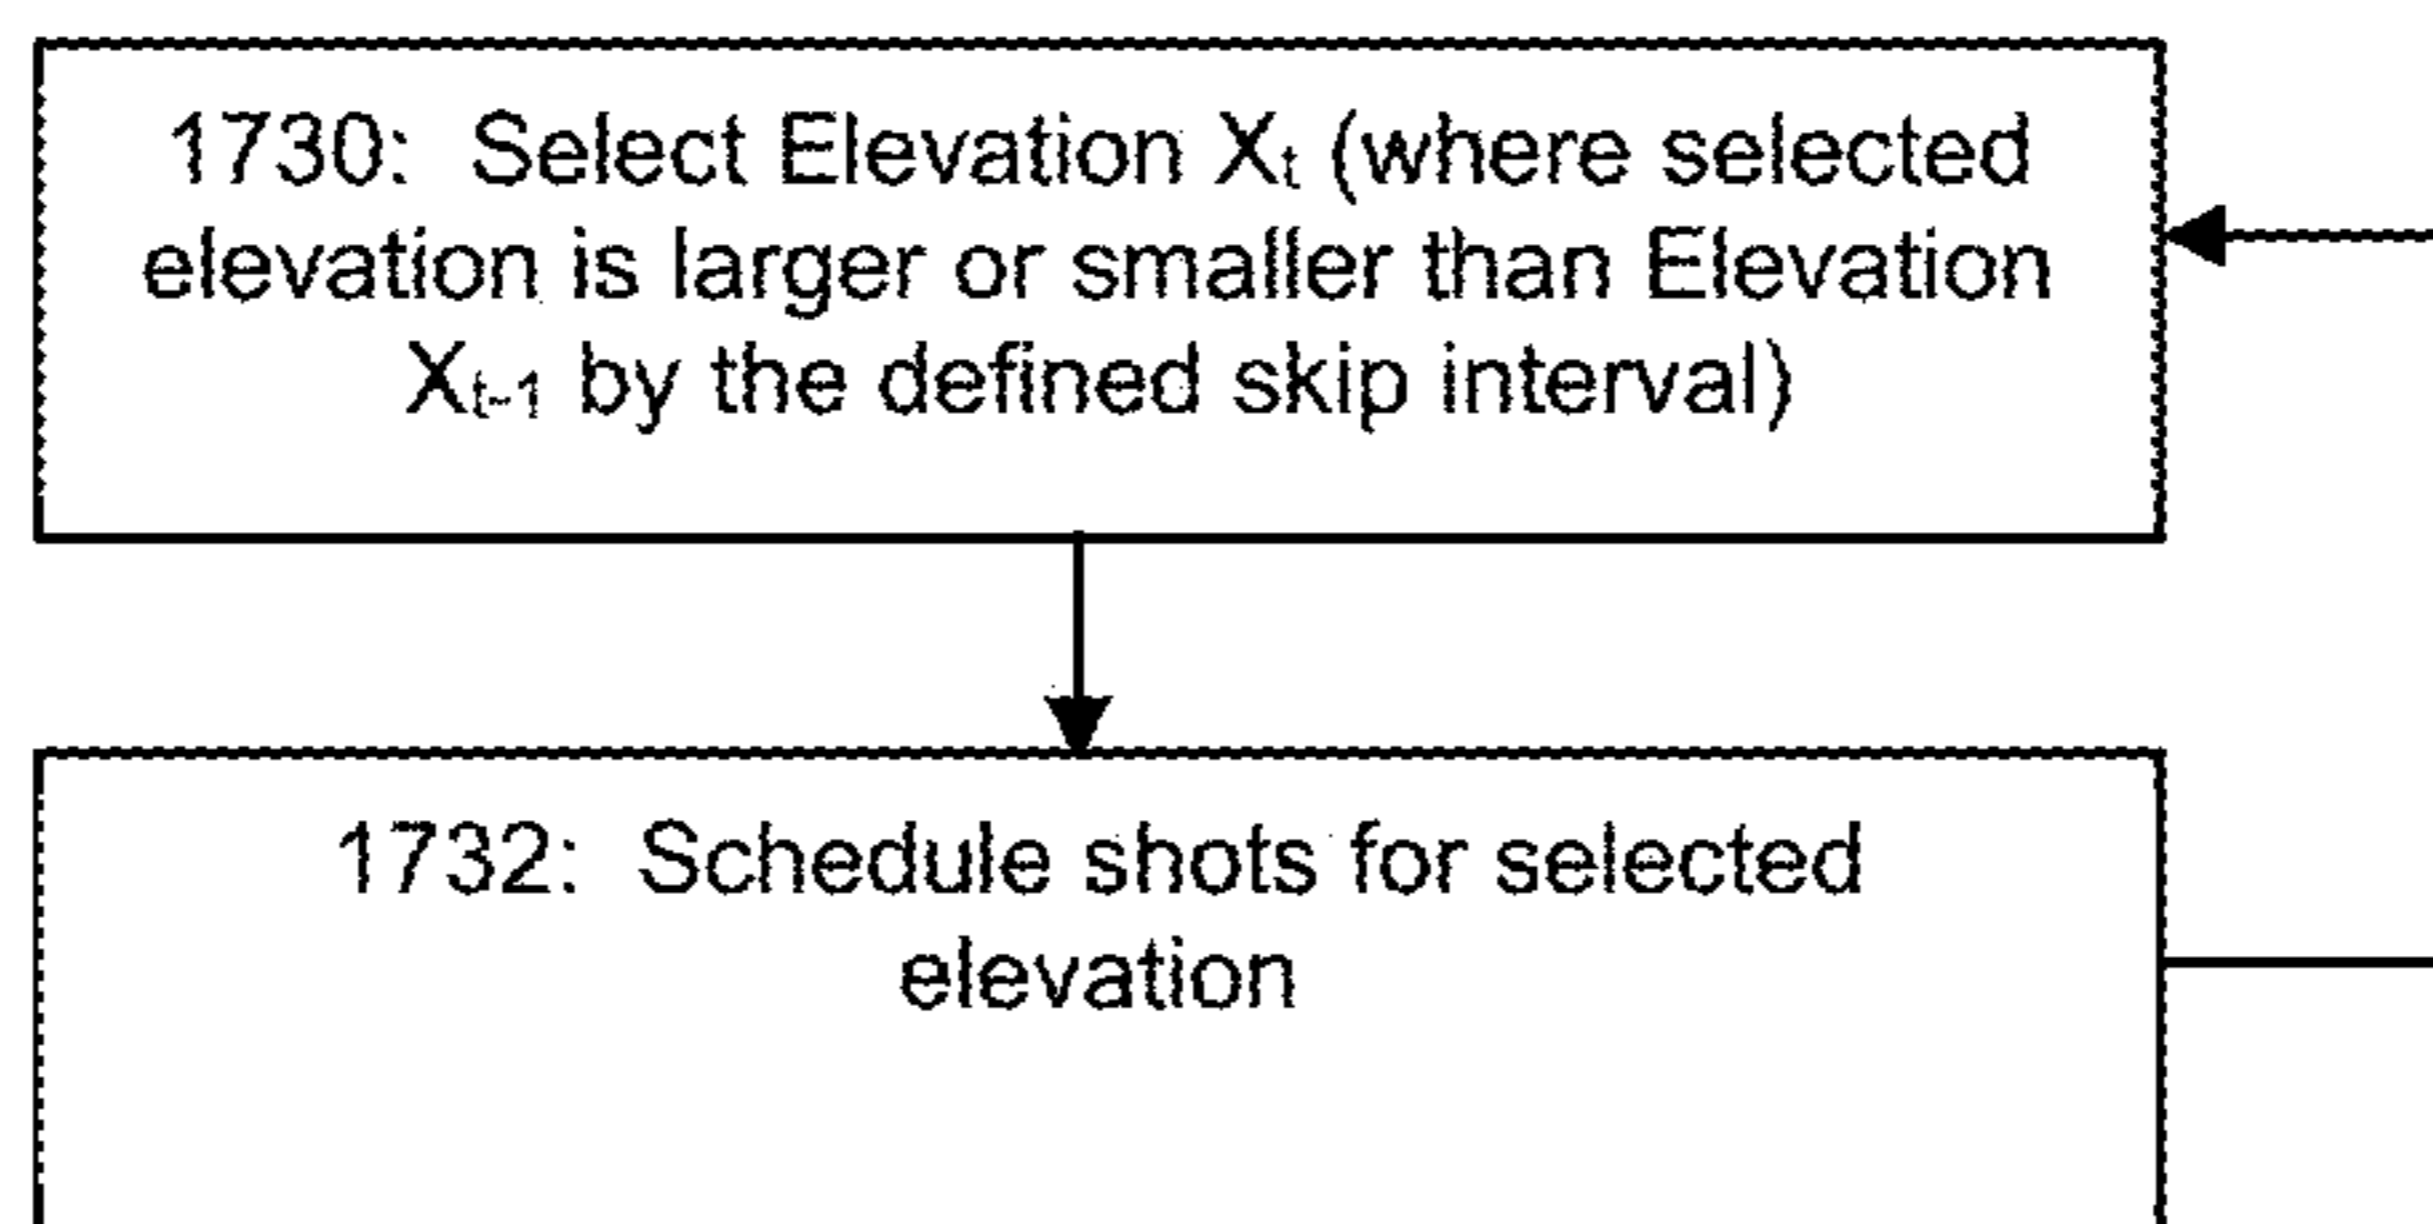 1730: Select Elevation Xt (where selected
elevation is larger or smaller than Elevation
Xt-1 by the defined skip interval)
1732: Schedule shots for selected
elevation